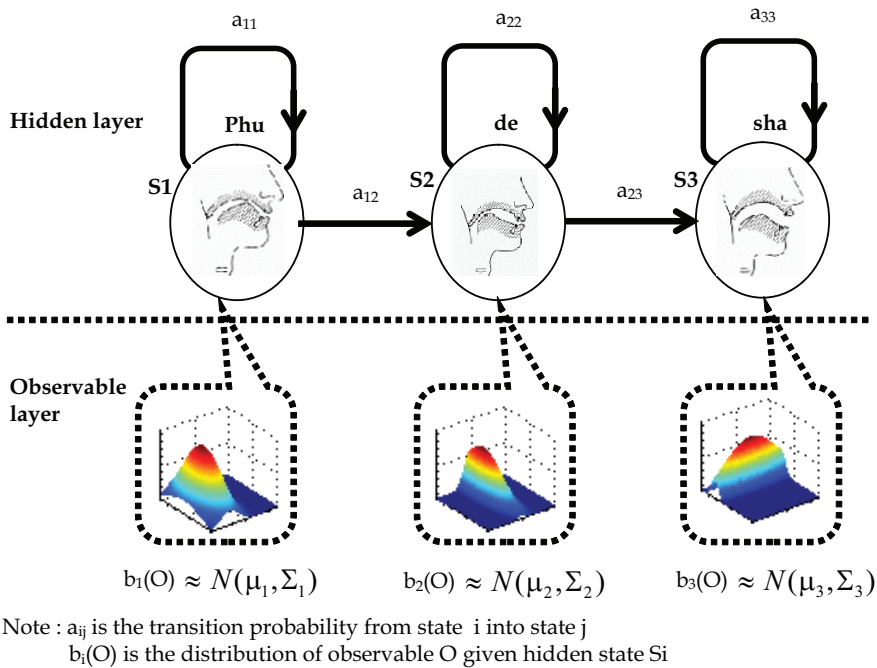 a₁₁ a₂₂ a₃₃
Hidden layer
Phu de sha
S1 a₁₂ S2 a₂₃ S3
Observable
layer
b₁(O) ≈ N(μ₁,Σ₁) b₂(O) ≈ N(μ₂,Σ₂) b₃(O) ≈ N(μ₃,Σ₃)
Note : aᵢⱼ is the transition probability from state i into state j
bᵢ(O) is the distribution of observable O given hidden state Si